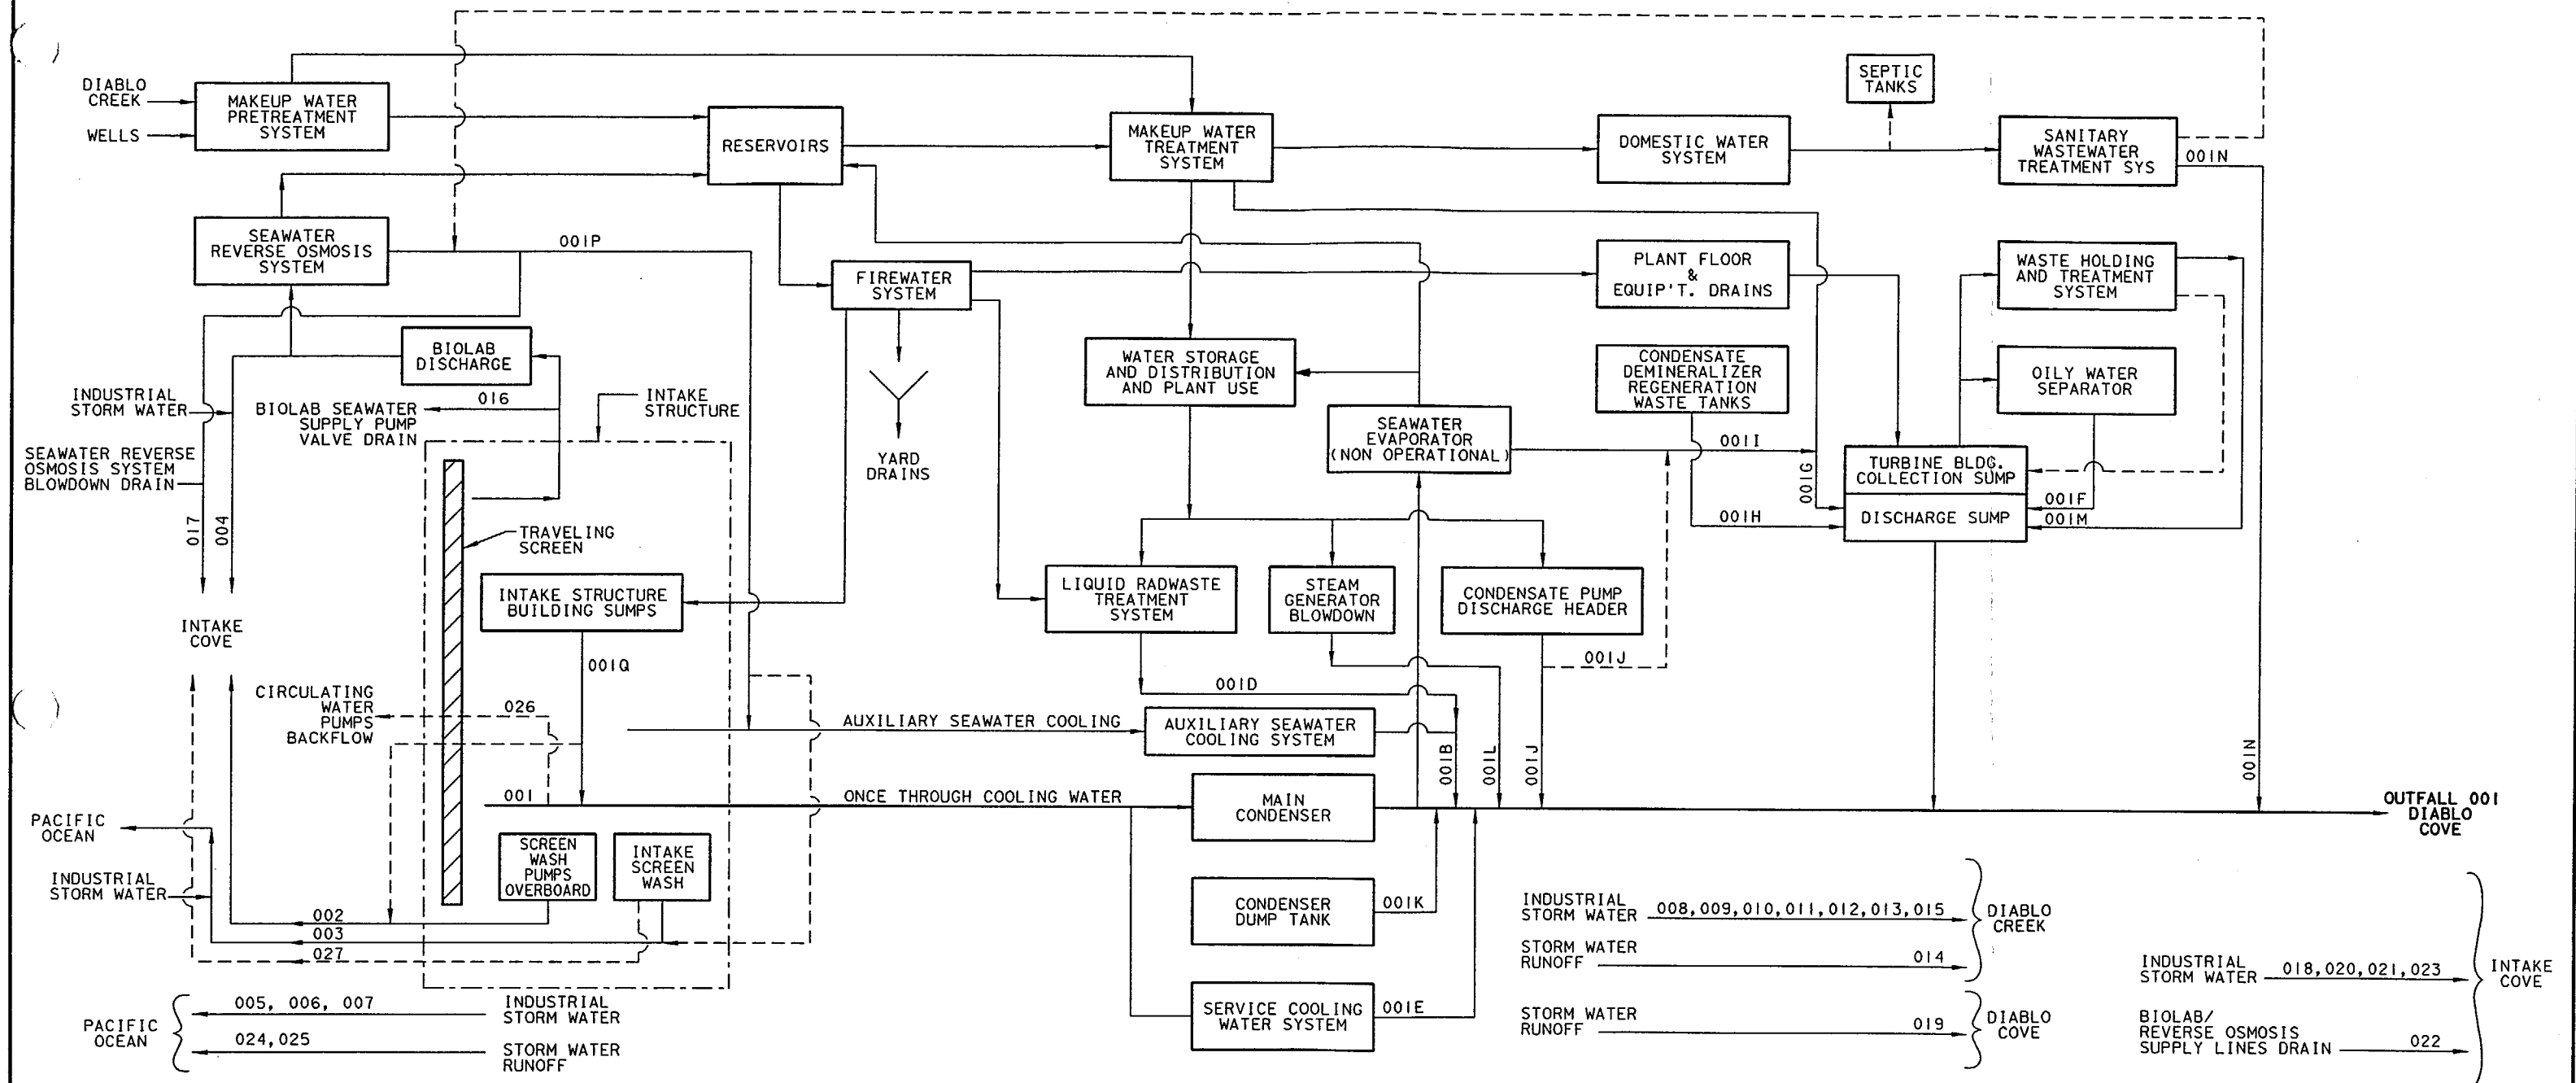 SEPTIC
TANKS
DIABLO
CREEK
WELLS
MAKEUP WATER
PRETREATMENT
SYSTEM
RESERVOIRS
MAKEUP WATER
TREATMENT
SYSTEM
DOMESTIC WATER
SYSTEM
SANITARY
WASTEWATER
TREATMENT SYS
001N
SEAWATER
REVERSE OSMOSIS
SYSTEM
001P
FIREWATER
SYSTEM
PLANT FLOOR
&
EQUIP'T. DRAINS
WASTE HOLDING
AND TREATMENT
SYSTEM
BIOLAB
DISCHARGE
WATER STORAGE
AND DISTRIBUTION
AND PLANT USE
CONDENSATE
DEMINERALIZER
REGENERATION
WASTE TANKS
OILY WATER
SEPARATOR
INDUSTRIAL
STORM WATER
016
BIOLAB SEAWATER
SUPPLY PUMP
VALVE DRAIN
INTAKE
STRUCTURE
SEAWATER REVERSE
OSMOSIS SYSTEM
BLOWDOWN DRAIN
YARD
DRAINS
SEAWATER
EVAPORATOR
(NON OPERATIONAL)
001I
001G
TURBINE BLDG.
COLLECTION SUMP
DISCHARGE SUMP
001F
001M
001H
017
004
TRAVELING
SCREEN
INTAKE STRUCTURE
BUILDING SUMPS
LIQUID RADWASTE
TREATMENT
SYSTEM
STEAM
GENERATOR
BLOWDOWN
CONDENSATE PUMP
DISCHARGE HEADER
INTAKE
COVE
001Q
001J
001D
CIRCULATING
WATER
PUMPS
BACKFLOW
026
AUXILIARY SEAWATER COOLING
AUXILIARY SEAWATER
COOLING SYSTEM
001B
001L
001J
001N
001
ONCE THROUGH COOLING WATER
MAIN
CONDENSER
OUTFALL 001
DIABLO
COVE
PACIFIC
OCEAN
SCREEN
WASH
PUMPS
OVERBOARD
INTAKE
SCREEN
WASH
INDUSTRIAL
STORM WATER
CONDENSER
DUMP TANK
001K
002
003
027
INDUSTRIAL
STORM WATER
008,009,010,011,012,013,015
DIABLO
CREEK
STORM WATER
RUNOFF
014
INDUSTRIAL
STORM WATER
018,020,021,023
INTAKE
COVE
PACIFIC
OCEAN
005, 006, 007
INDUSTRIAL
STORM WATER
024,025
STORM WATER
RUNOFF
SERVICE COOLING
WATER SYSTEM
001E
STORM WATER
RUNOFF
019
DIABLO
COVE
BIOLAB/
REVERSE OSMOSIS
SUPPLY LINES DRAIN
022